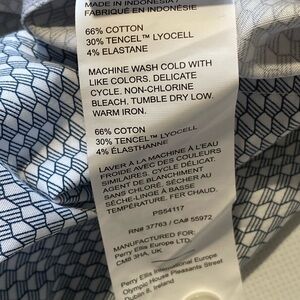 MADE IN INDONESIA /
FABRIQUÉ EN INDONÉSIE
66% COTTON
30% TENCEL™ LYOCELL
4% ELASTANE
MACHINE WASH COLD WITH
LIKE COLORS. DELICATE
CYCLE. NON-CHLORINE
BLEACH. TUMBLE DRY LOW.
WARM IRON.
66% COTON
30% TENCEL™ LYOCELL
4% ÉLASTHANNE
LAVER À LA MACHINE À L'EAU
FROIDE AVEC DES COULEURS
SIMILAIRES. CYCLE DÉLICAT.
AGENT DE BLANCHIMENT
SANS CHLORE. SÉCHER AU
SÈCHE-LINGE À BASSE
TEMPÉRATURE. FER CHAUD.
PS54117
RN# 37763 / CA# 55972
MANUFACTURED FOR:
Perry Ellis Europe LTD.
CM8 3HA, UK
Perry Ellis International Europe
Olympic House Pleasants Street
Dublin 8, Ireland